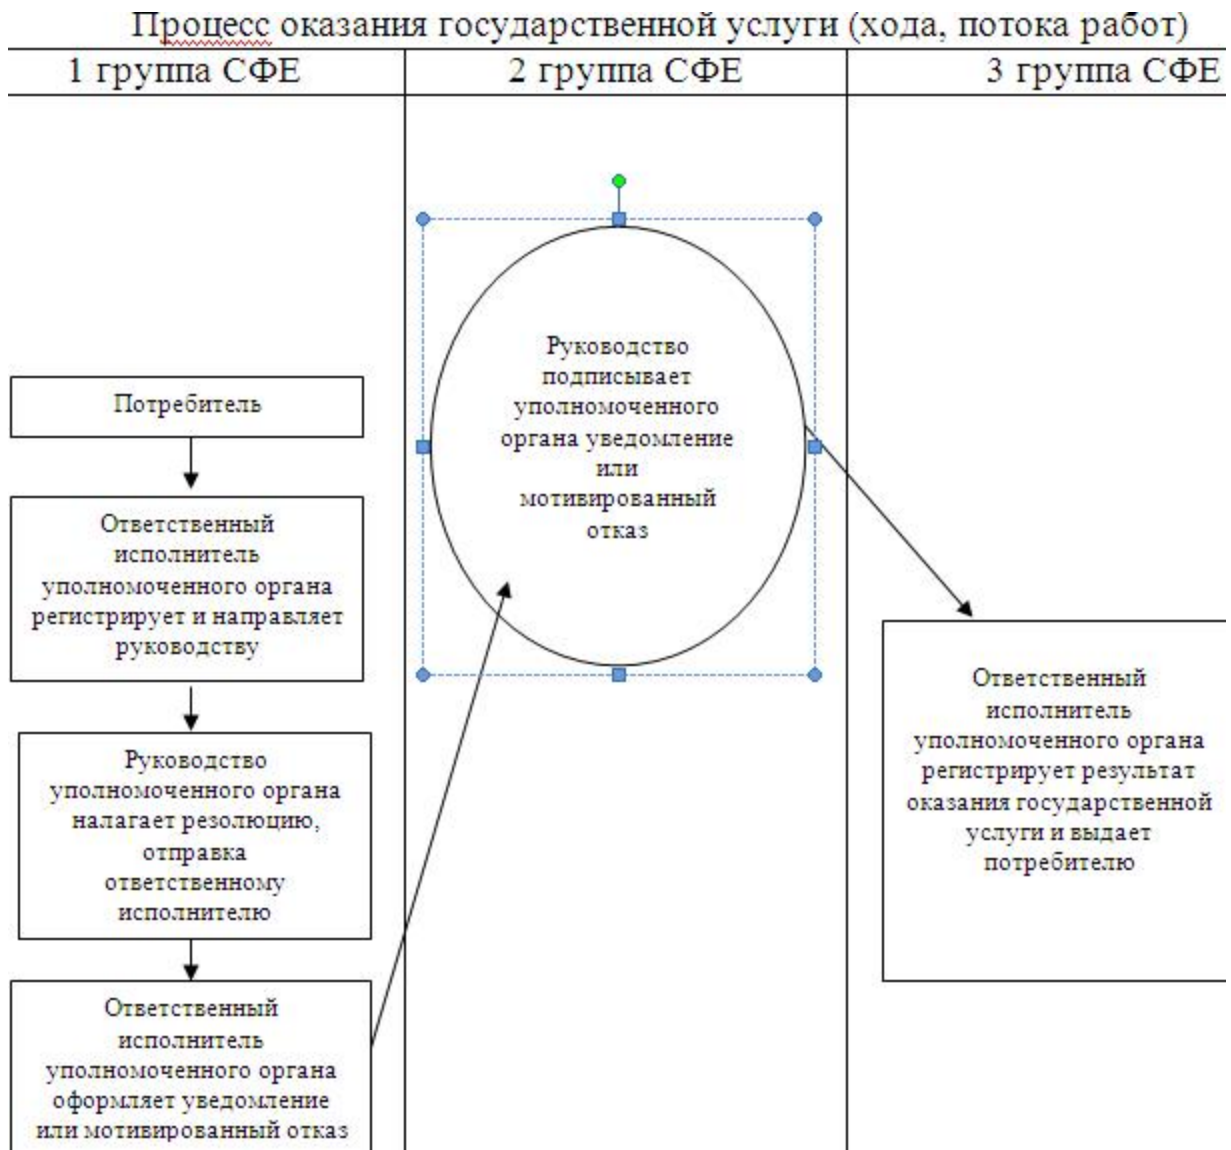 Процесс оказания государственной услуги (хода, потока работ)
1 группа СФЕ
2 группа СФЕ
3 группа СФЕ
Потребитель
Ответственный
исполнитель
уполномоченного органа
регистрирует и направляет
руководству
Руководство
уполномоченного органа
налагает резолюцию,
отправка
ответственному
исполнителю
Ответственный
исполнитель
уполномоченного органа
оформляет уведомление
или мотивированный отказ
Руководство
подписывает
уполномоченного
органа уведомление
или
мотивированный
отказ
Ответственный
исполнитель
уполномоченного органа
регистрирует результат
оказания государственной
услуги и выдает
потребителю